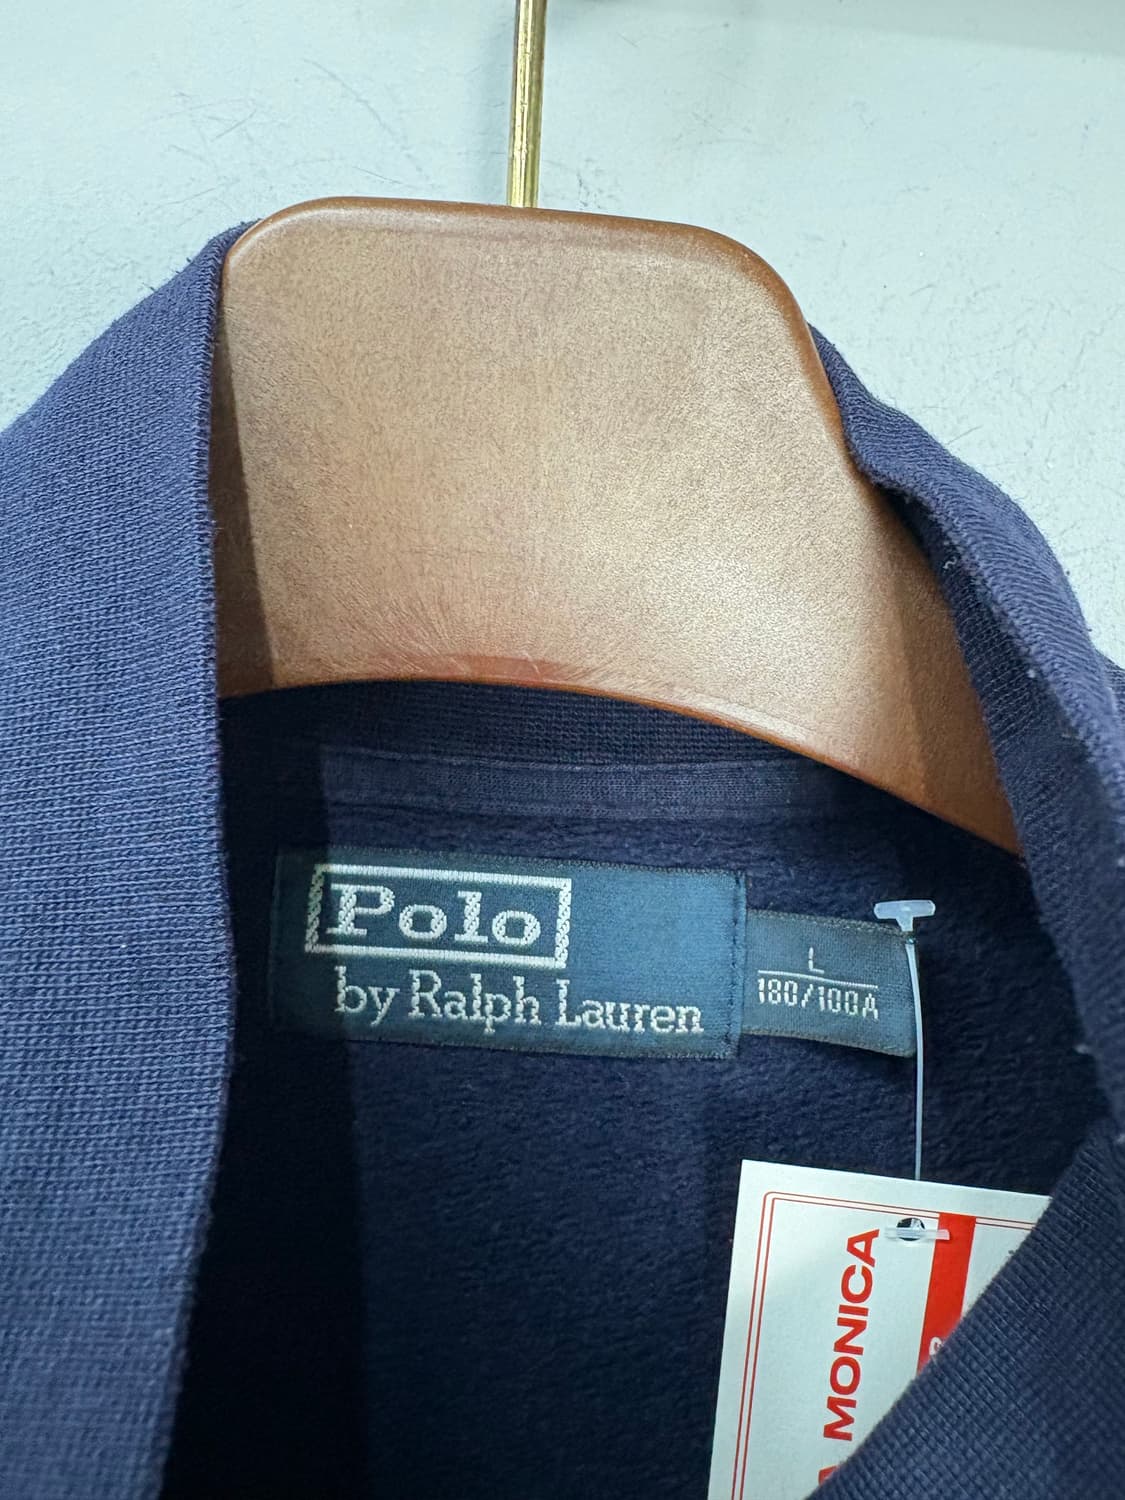 Polo
by Ralph Lauren
L
180/100A
MONICA